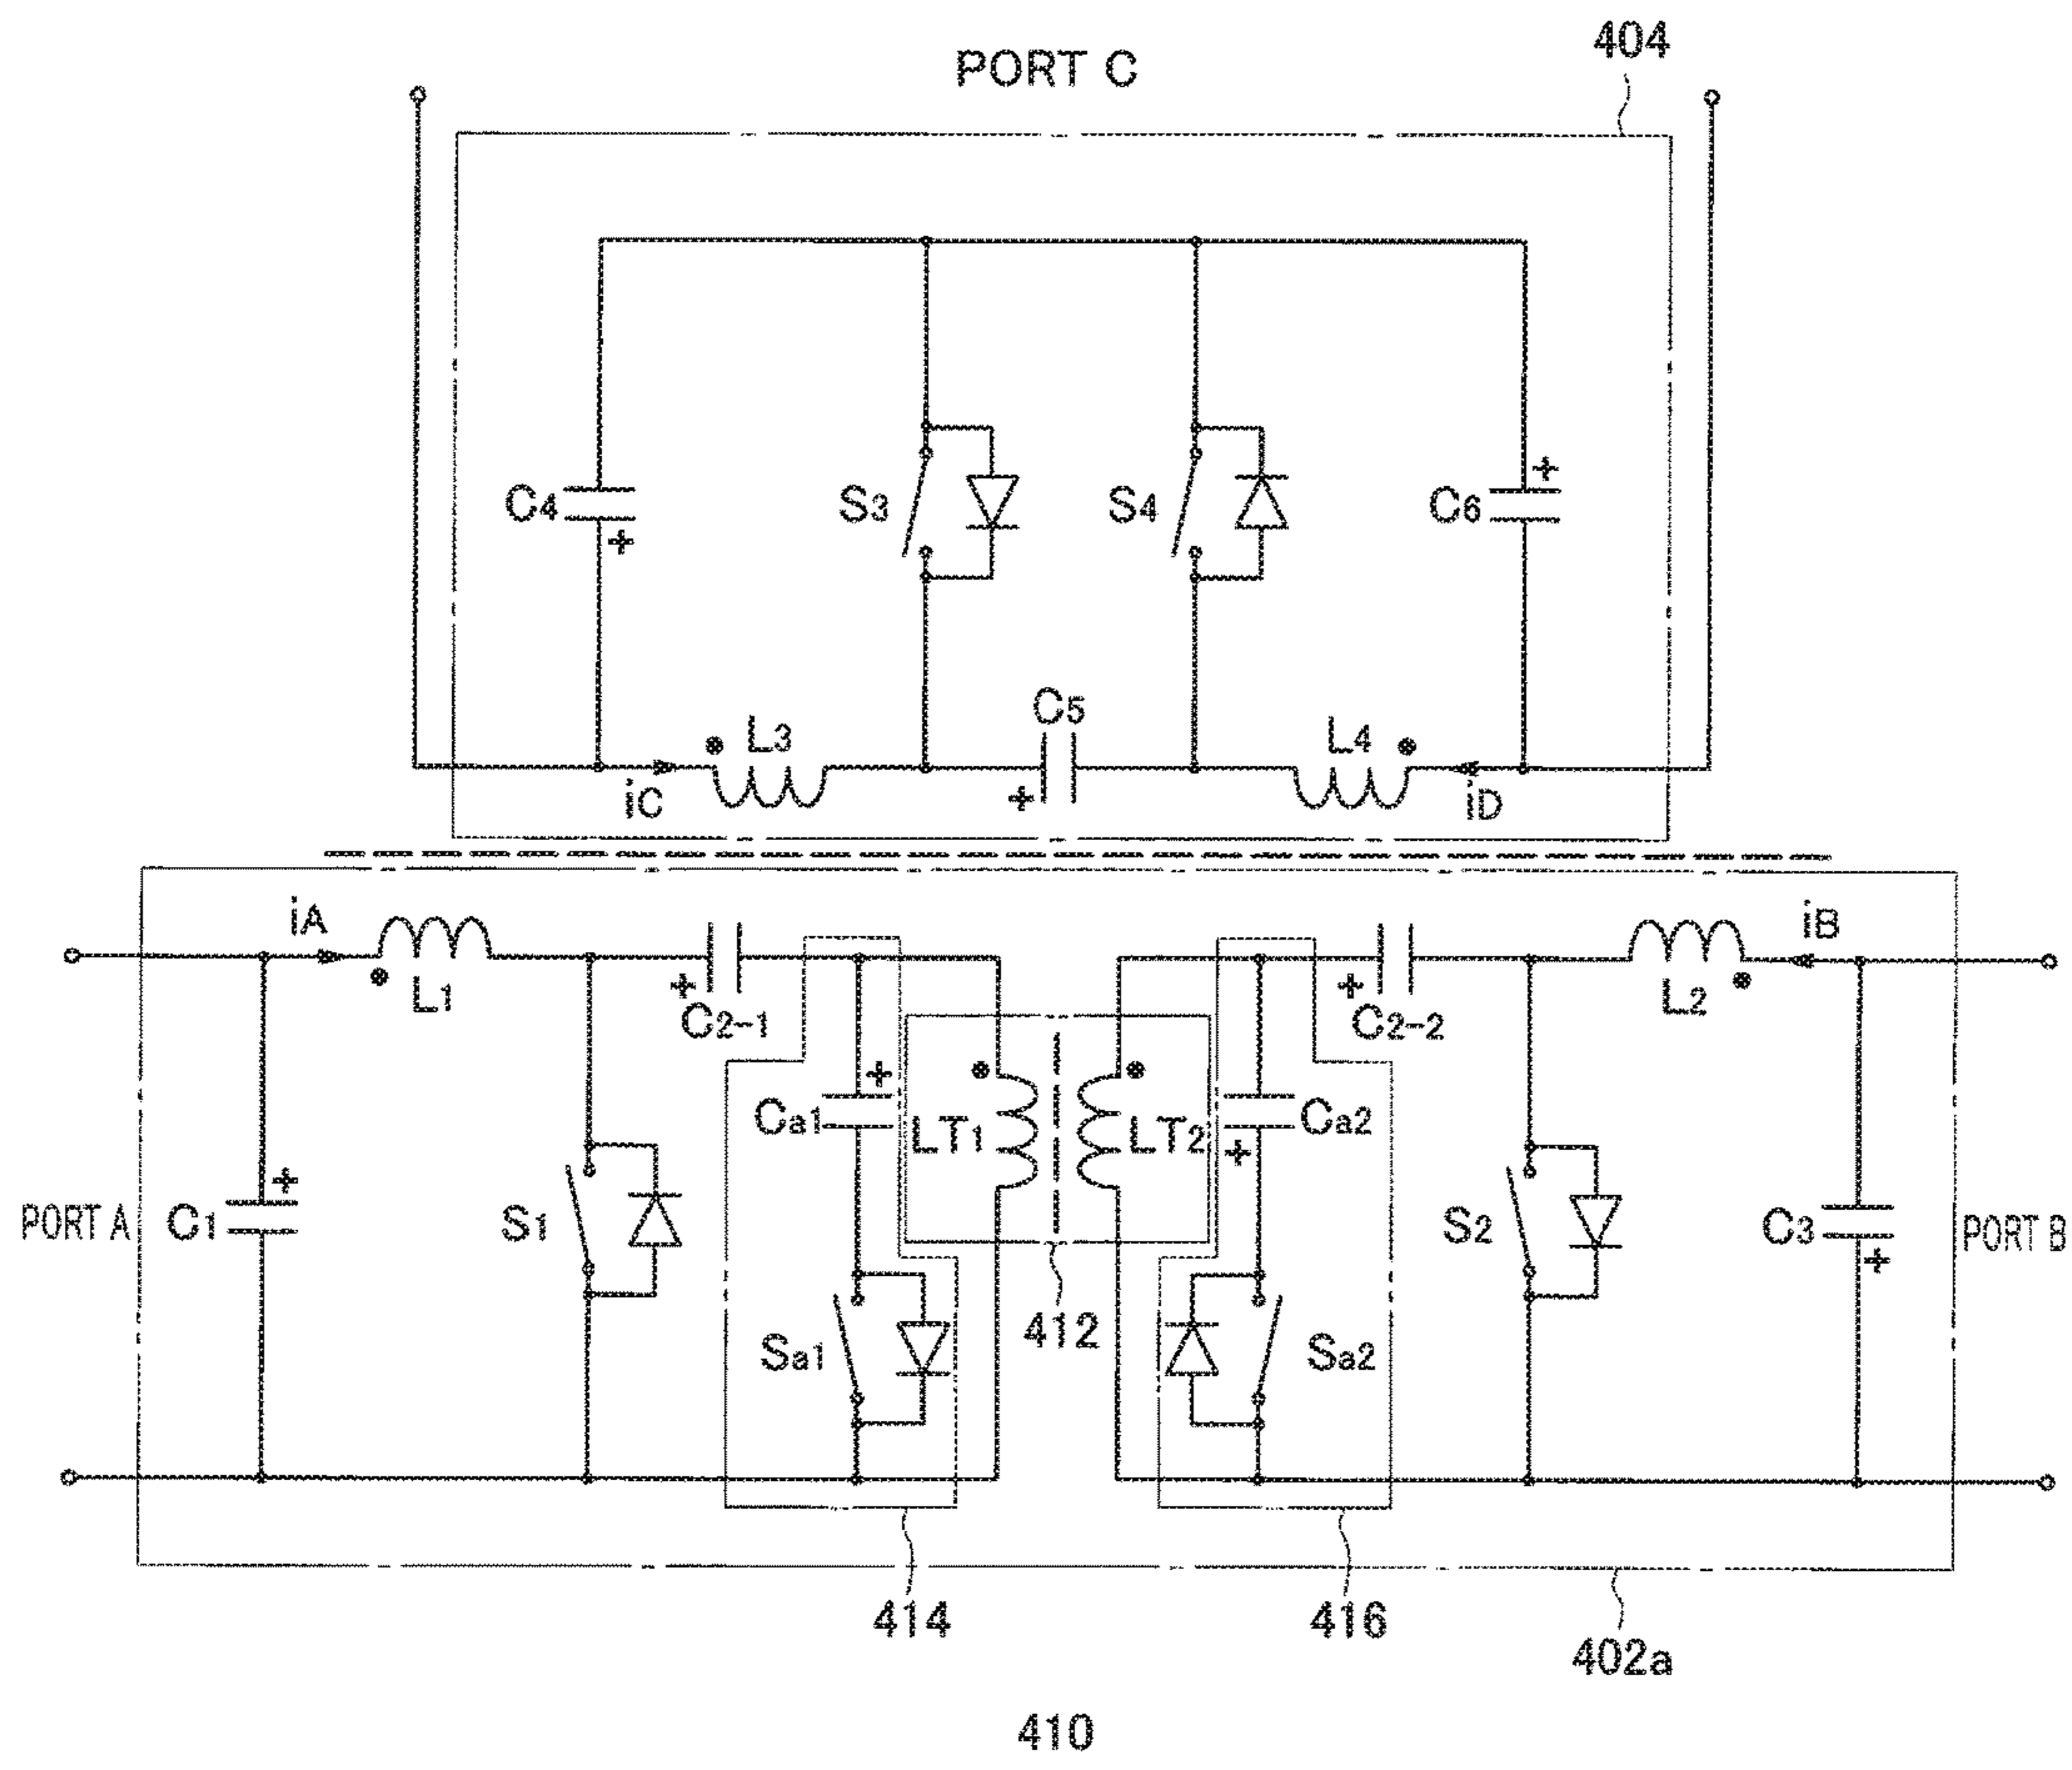 404
PORT C
C4
+
S3
S4
C6
+
L3
C5
L4
iC
+
iD
iA
L1
C2-1
+
iB
L2
C2-2
+
Ca1
+
LT1
LT2
Ca2
+
PORT A
C1
+
S1
S2
C3
+
PORT B
Sa1
412
Sa2
414
416
402a
410